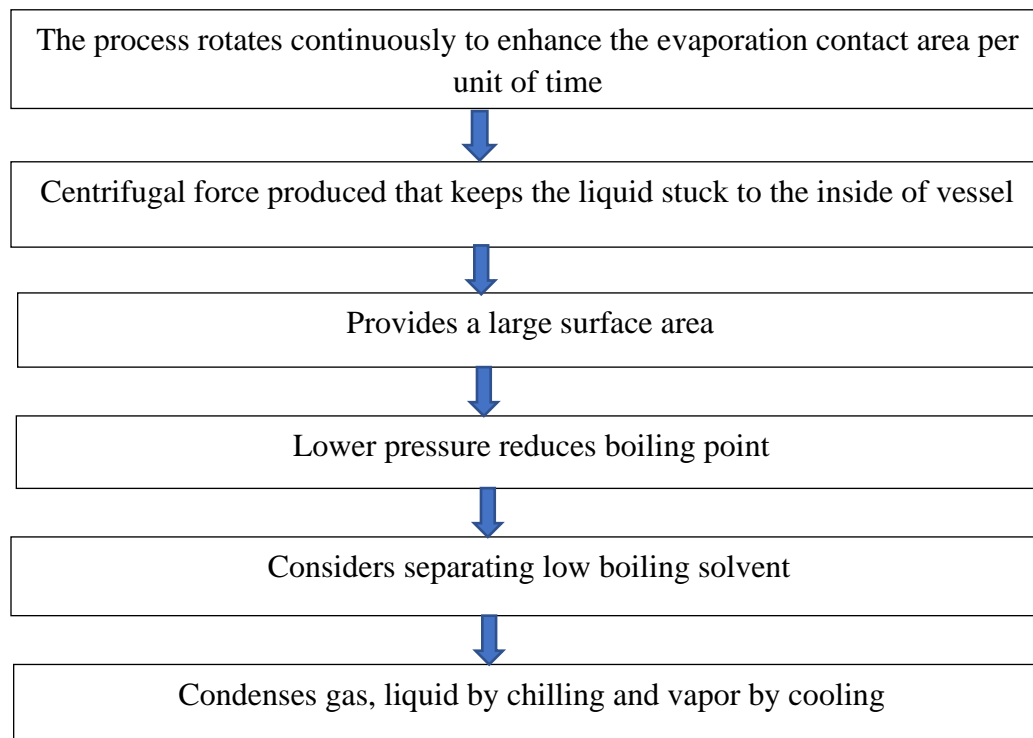 The process rotates continuously to enhance the evaporation contact area per
unit of time
Centrifugal force produced that keeps the liquid stuck to the inside of vessel
Provides a large surface area
Lower pressure reduces boiling point
Considers separating low boiling solvent
Condenses gas, liquid by chilling and vapor by cooling